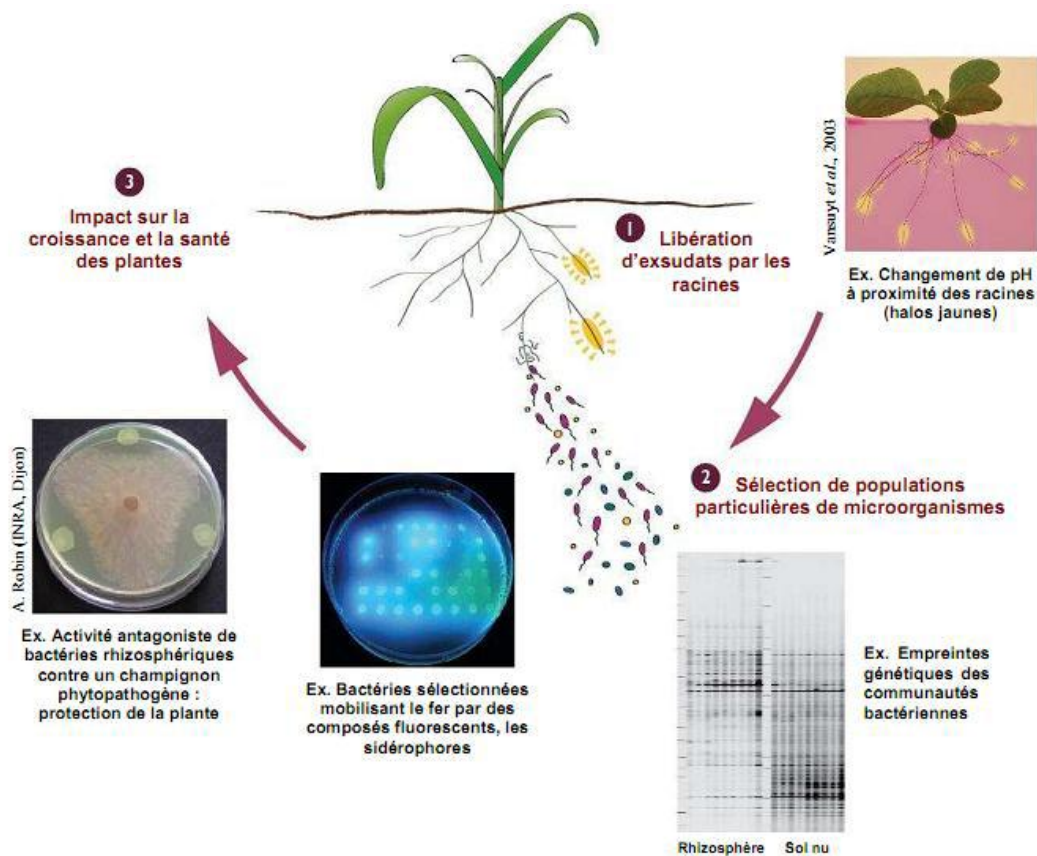 1
Libération
d'exsudats par les
racines
Vansuyt et al., 2003
Ex. Changement de pH
à proximité des racines
(halos jaunes)
2
Sélection de populations
particulières de microorganismes
Ex. Empreintes
génétiques des
communautés
bactériennes
Rhizosphère
Sol nu
Ex. Bactéries sélectionnées
mobilisant le fer par des
composés fluorescents, les
sidérophores
3
Impact sur la
croissance et la santé
des plantes
A. Robin (INRA, Dijon)
Ex. Activité antagoniste de
bactéries rhizosphériques
contre un champignon
phytopathogène :
protection de la plante